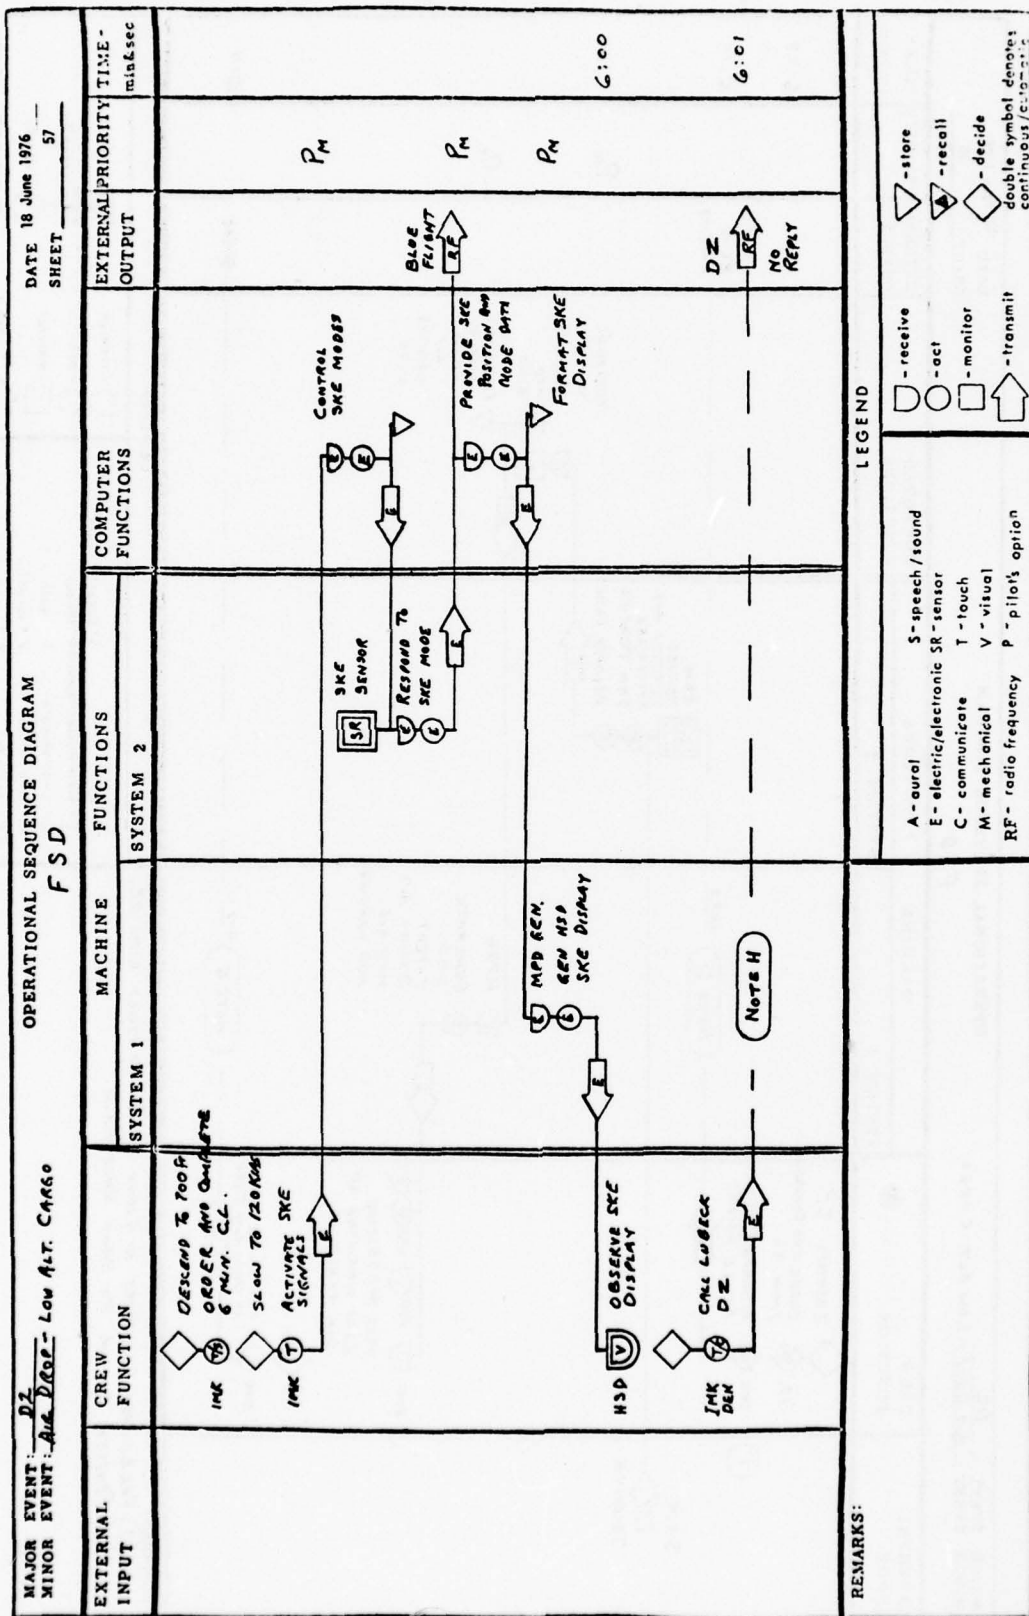 MAJOR EVENT: DZ
MINOR EVENT: AIR DROP - LOW ALT. CARGO
OPERATIONAL SEQUENCE DIAGRAM
FSD
DATE 18 June 1976
SHEET 57
EXTERNAL INPUT
CREW FUNCTION
MACHINE FUNCTIONS
SYSTEM 1
SYSTEM 2
COMPUTER FUNCTIONS
EXTERNAL OUTPUT
PRIORITY
TIME - min&sec
DESCEND TO 700 FT
ORDER AND COMPLETE
6 MIN. C.L.
T/S
IMK
SLOW TO 120 KIAS
T
IMK
ACTIVATE SKE
SIGNALS
E
CONTROL
SKE MODES
E
E
E
PM
SKE
SENSOR
SR
E
E
RESPOND TO
SKE MODE
E
BLUE
FLIGHT
RF
PM
PROVIDE SKE
POSITION AND
MODE DATA
E
E
E
FORMAT SKE
DISPLAY
PM
MPD GEN.
GEN HSD
SKE DISPLAY
E
E
E
HSD
V
OBSERVE SKE
DISPLAY
6:00
CALL LUBECK
DZ
IMK
DEK
E
NOTE H
DZ
RF
NO
REPLY
6:01
REMARKS:
LEGEND
A - aural
S - speech/sound
E - electric/electronic
SR - sensor
C - communicate
T - touch
M - mechanical
V - visual
RF - radio frequency
P - pilot's option
- receive
- act
- monitor
- transmit
- store
- recall
- decide
double symbol denotes
continuous/automatic